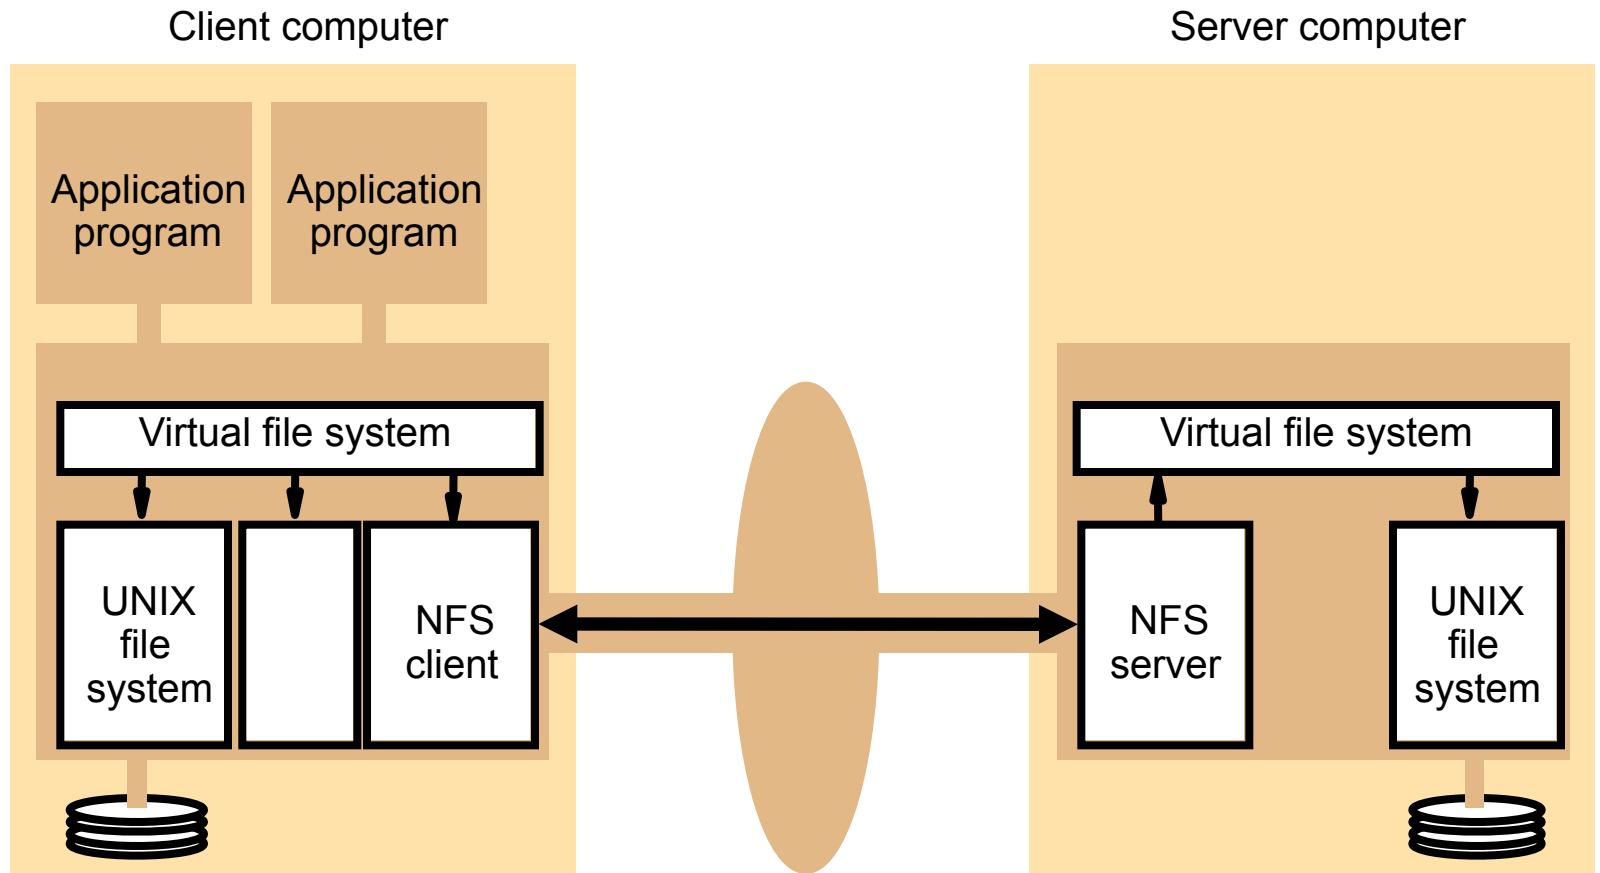 Client computer
Server computer
Application
program
Application
program
Virtual file system
Virtual file system
UNIX
file
system
NFS
client
NFS
server
UNIX
file
system